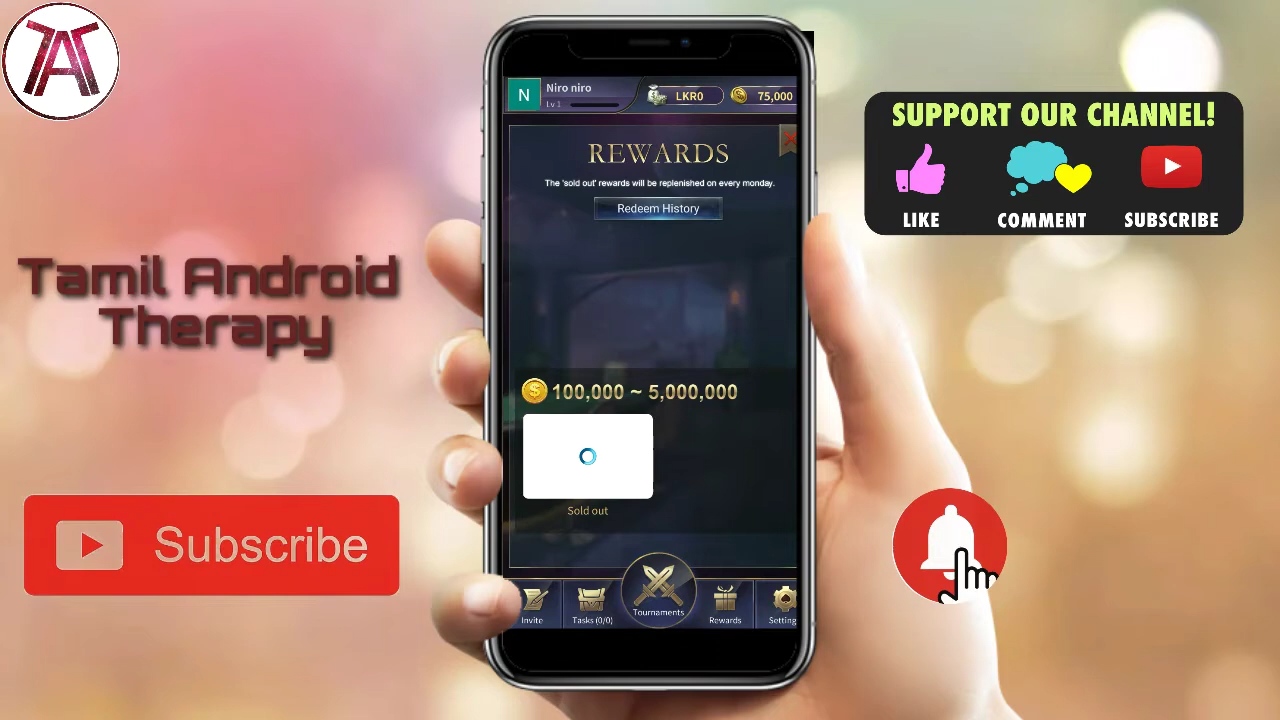 TAT
Niro niro
Lv 1
LKR0
75,000
REWARDS
The 'sold out' rewards will be replenished on every monday.
Redeem History
100,000 ~ 5,000,000
Sold out
Invite
Tasks (0/0)
Tournaments
Rewards
Setting
N
SUPPORT OUR CHANNEL!
LIKE
COMMENT
SUBSCRIBE
Tamil Android
Therapy
Subscribe